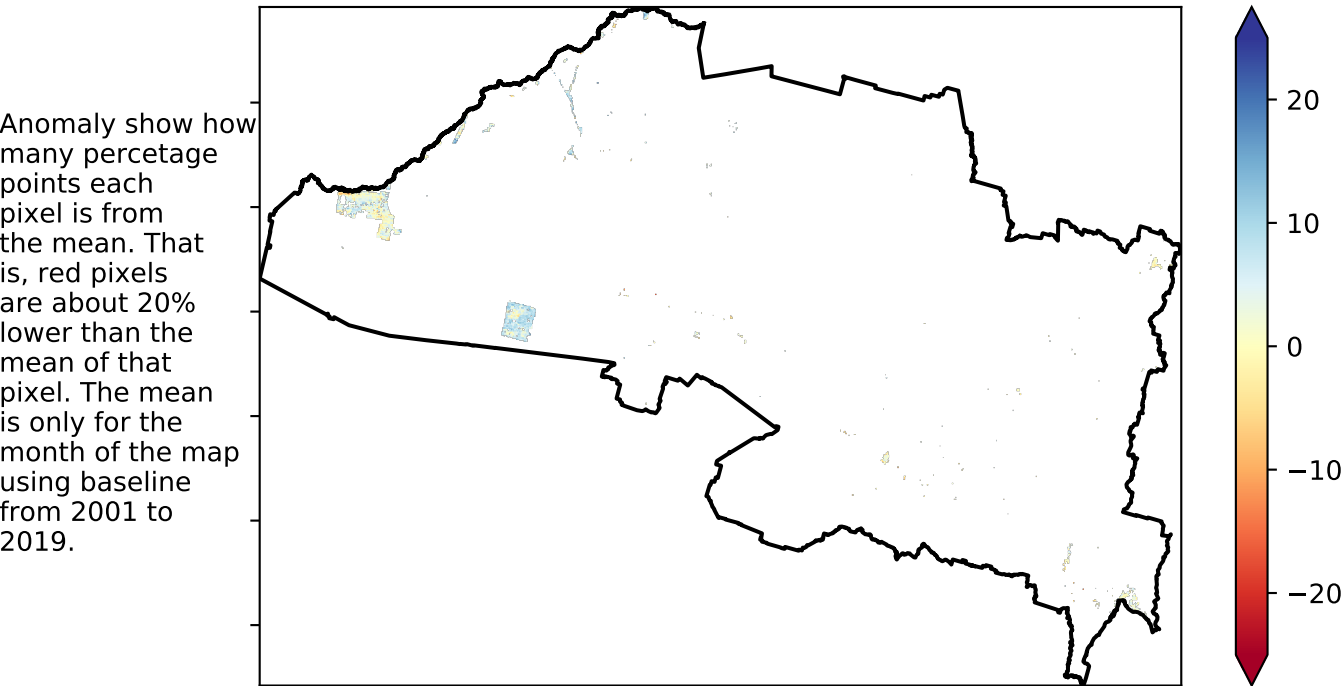 Anomaly show how
many percetage
points each
pixel is from
the mean. That
is, red pixels
are about 20%
lower than the
mean of that
pixel. The mean
is only for the
month of the map
using baseline
from 2001 to
2019.
20
10
0
−10
−20